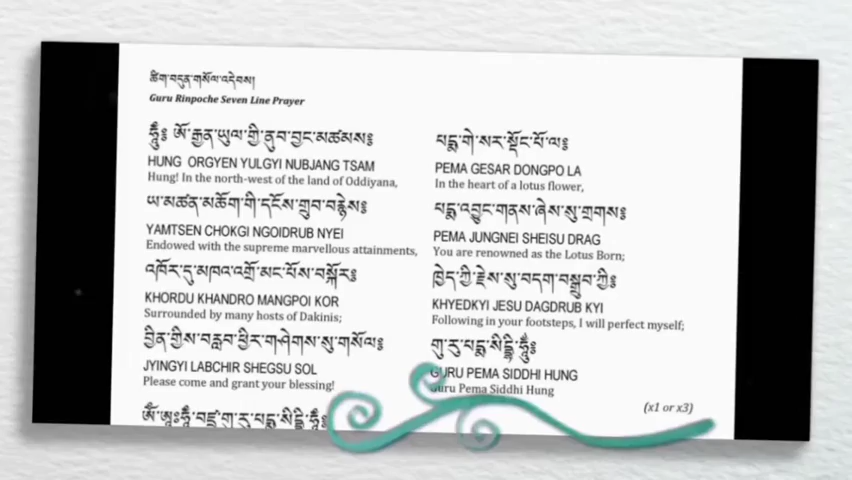 ཚིག་བདུན་གསོལ་འདེབས།
Guru Rinpoche Seven Line Prayer
ཧཱུྃ༔ ཨོ་རྒྱན་ཡུལ་གྱི་ནུབ་བྱང་མཚམས༔
HUNG ORGYEN YULGYI NUBJANG TSAM
Hung! In the north-west of the land of Oddiyana,
པདྨ་གེ་སར་སྡོང་པོ་ལ༔
PEMA GESAR DONGPO LA
In the heart of a lotus flower,
ཡ་མཚན་མཆོག་གི་དངོས་གྲུབ་བརྙེས༔
YAMTSEN CHOKGI NGOIDRUB NYEI
Endowed with the supreme marvellous attainments,
པདྨ་འབྱུང་གནས་ཞེས་སུ་གྲགས༔
PEMA JUNGNEI SHEISU DRAG
You are renowned as the Lotus Born;
འཁོར་དུ་མཁའ་འགྲོ་མང་པོས་བསྐོར༔
KHORDU KHANDRO MANGPOI KOR
Surrounded by many hosts of Dakinis;
ཁྱེད་ཀྱི་རྗེས་སུ་བདག་བསྒྲུབ་ཀྱི༔
KHYEDKYI JESU DAGDRUB KYI
Following in your footsteps, I will perfect myself;
བྱིན་གྱིས་བརླབ་ཕྱིར་གཤེགས་སུ་གསོལ༔
JYINGYI LABCHIR SHEGSU SOL
Please come and grant your blessing!
གུ་རུ་པདྨ་སིདྡྷི་ཧཱུྃ༔
GURU PEMA SIDDHI HUNG
Guru Pema Siddhi Hung
(x1 or x3)
ཨོཾ་ཨཱཿཧཱུྃ་བཛྲ་གུ་རུ་པདྨ་སིདྡྷི་ཧཱུྃ༔